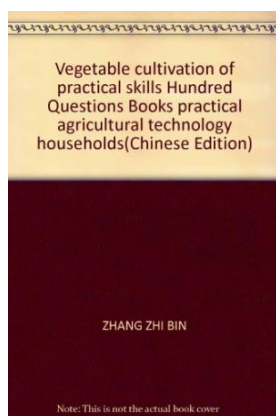 Vegetable cultivation of
practical skills Hundred
Questions Books practical
agricultural technology
households(Chinese Edition)
ZHANG ZHI BIN
Note: This is not the actual book cover